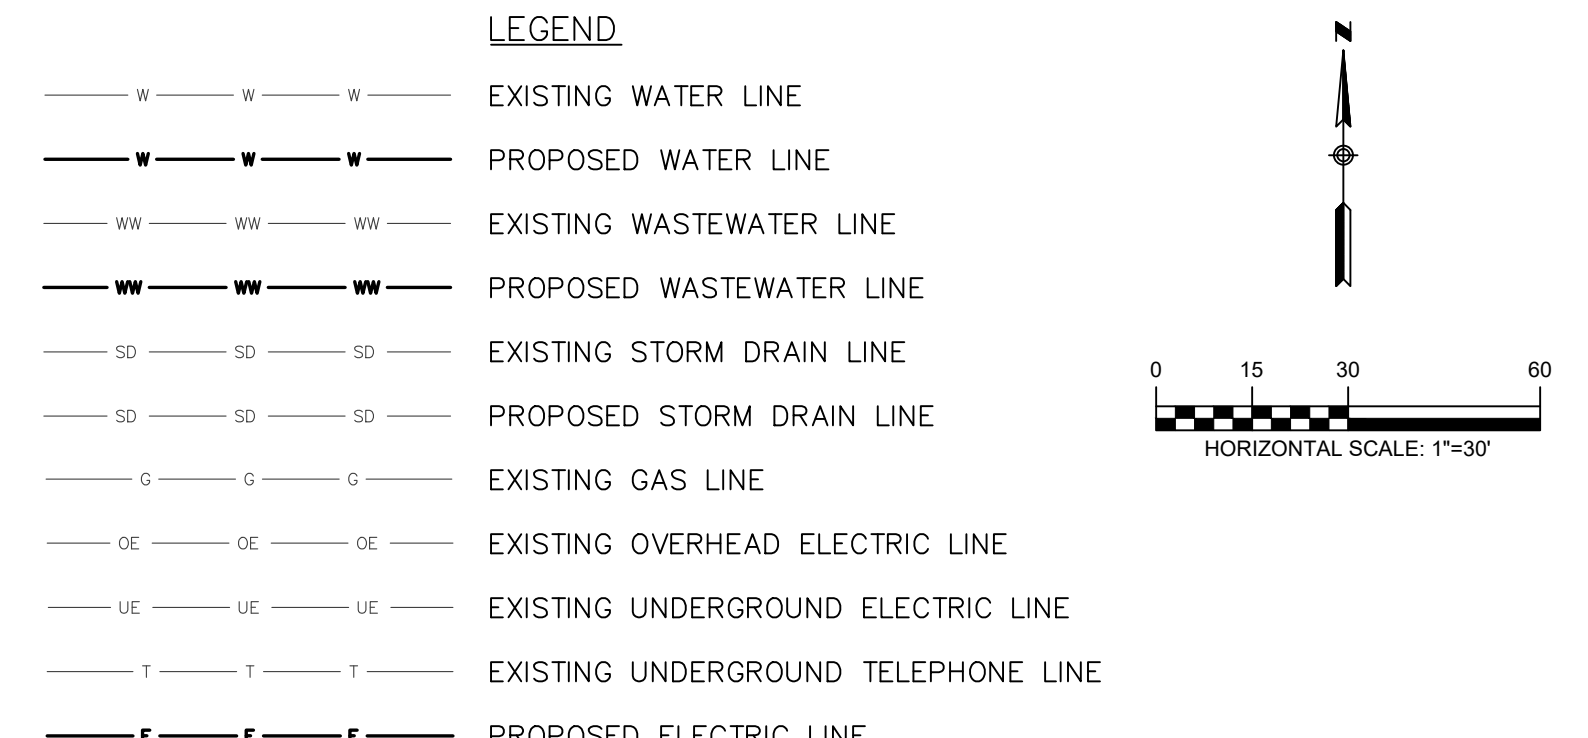 LEGEND
W W W EXISTING WATER LINE
W W W PROPOSED WATER LINE
WW WW WW EXISTING WASTEWATER LINE
WW WW WW PROPOSED WASTEWATER LINE
SD SD SD EXISTING STORM DRAIN LINE
SD SD SD PROPOSED STORM DRAIN LINE
G G G EXISTING GAS LINE
OE OE OE EXISTING OVERHEAD ELECTRIC LINE
UE UE UE EXISTING UNDERGROUND ELECTRIC LINE
T T T EXISTING UNDERGROUND TELEPHONE LINE
E E E PROPOSED ELECTRIC LINE
N
0 15 30 60
HORIZONTAL SCALE: 1"=30'